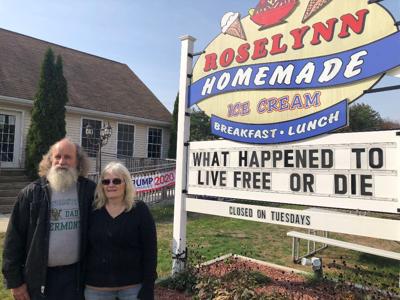 ROSELYNN
HOMEMADE
ICE CREAM
BREAKFAST • LUNCH
WHAT HAPPENED TO
LIVE FREE OR DIE
CLOSED ON TUESDAYS
TRUMP 2020
DAD
VERMONT